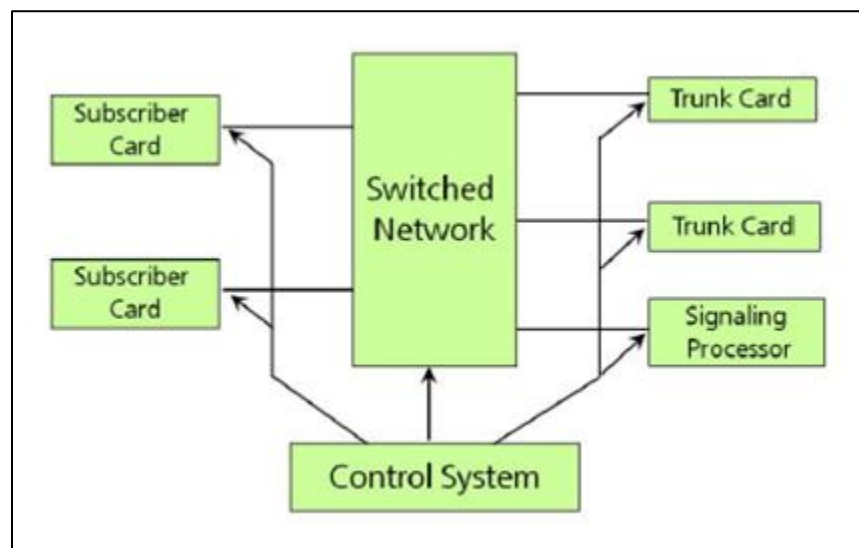 Subscriber
Card
Subscriber
Card
Switched
Network
Trunk Card
Trunk Card
Signaling
Processor
Control System